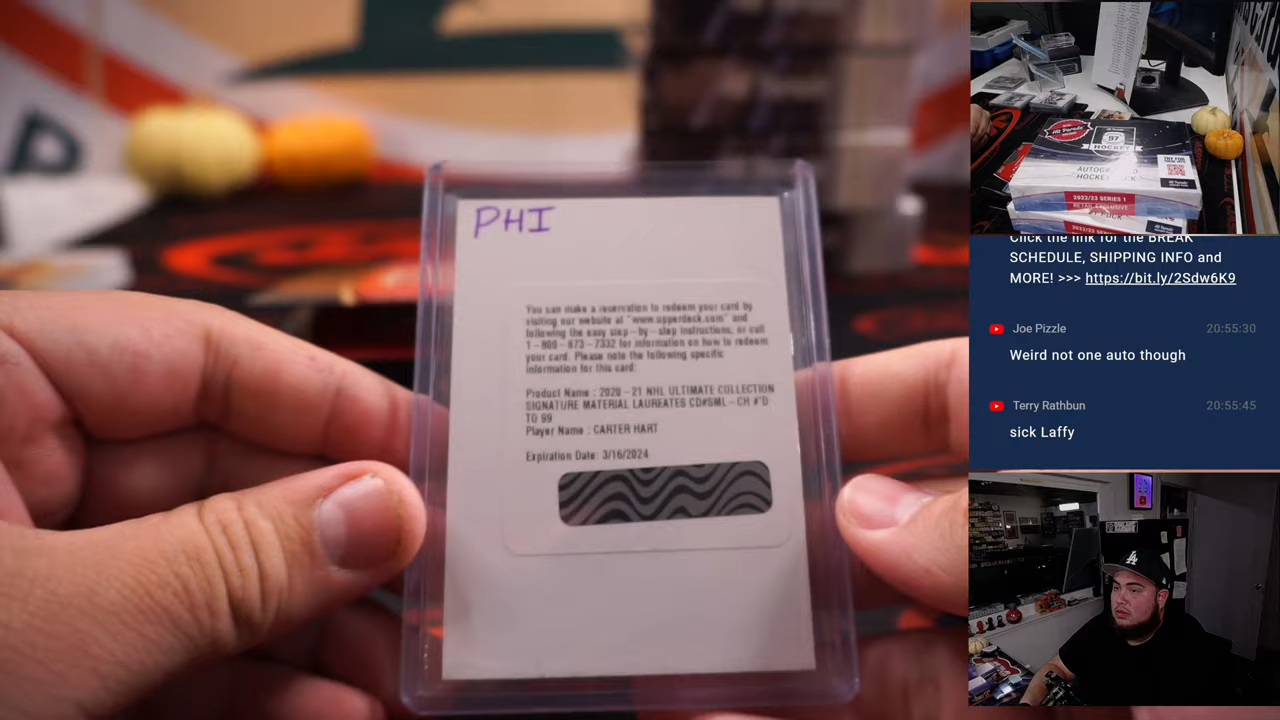 PHI
You can make a reservation to redeem your card by
visiting our website at "www.upperdeck.com" and
following the easy step-by-step instructions, or call
1-800-873-7332 for information on how to redeem
your card. Please note the following specific
information for this card:
Product Name : 2020-21 NHL ULTIMATE COLLECTION
SIGNATURE MATERIAL LAUREATES CD#SML-CH #'D
TO 99
Player Name : CARTER HART
Expiration Date: 3/16/2024
Hit Parade
97
HOCKEY
2022/23 SERIES 1
Click the link for the BREAK
SCHEDULE, SHIPPING INFO and
MORE! >>> https://bit.ly/2Sdw6K9
Joe Pizzle 20:55:30
Weird not one auto though
Terry Rathbun 20:55:45
sick Laffy